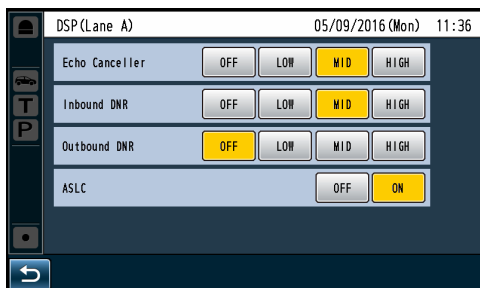 DSP(Lane A) 05/09/2016(Mon) 11:36
Echo Canceller OFF LOW MID HIGH
Inbound DNR OFF LOW MID HIGH
Outbound DNR OFF LOW MID HIGH
ASLC OFF ON
T
P